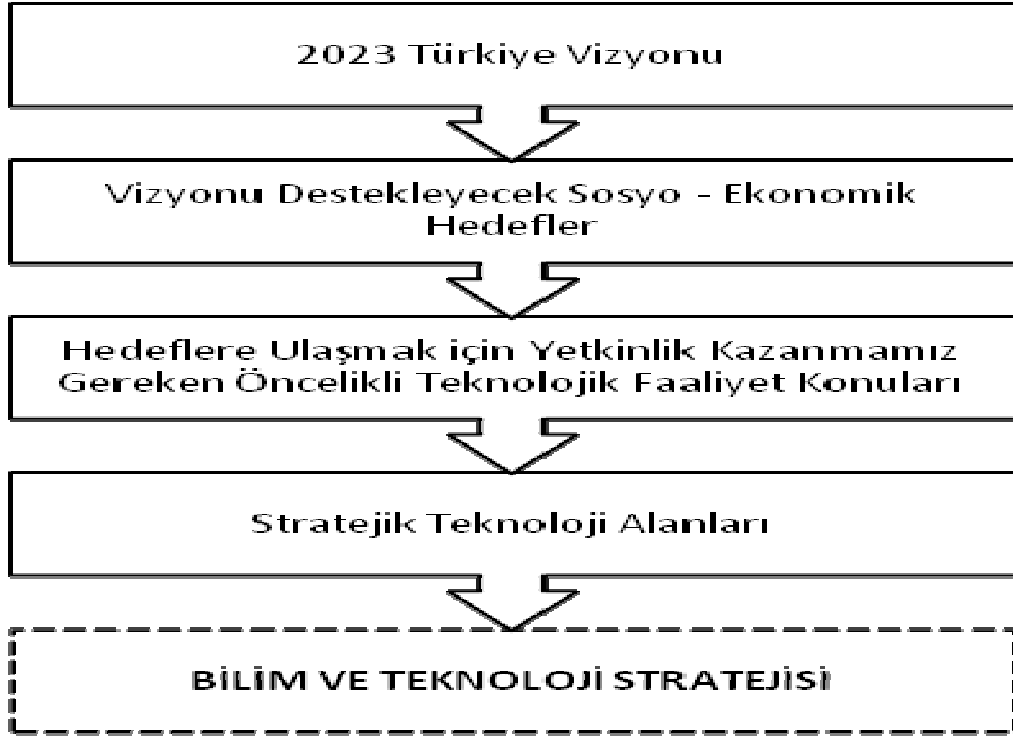 2023 Türkiye Vizyonu
Vizyonu Destekleyecek Sosyo - Ekonomik
Hedefler
Hedeflere Ulaşmak için Yetkinlik Kazanmamız
Gereken Öncelikli Teknolojik Faaliyet Konuları
Stratejik Teknoloji Alanları
BİLİM VE TEKNOLOJİ STRATEJİSİ